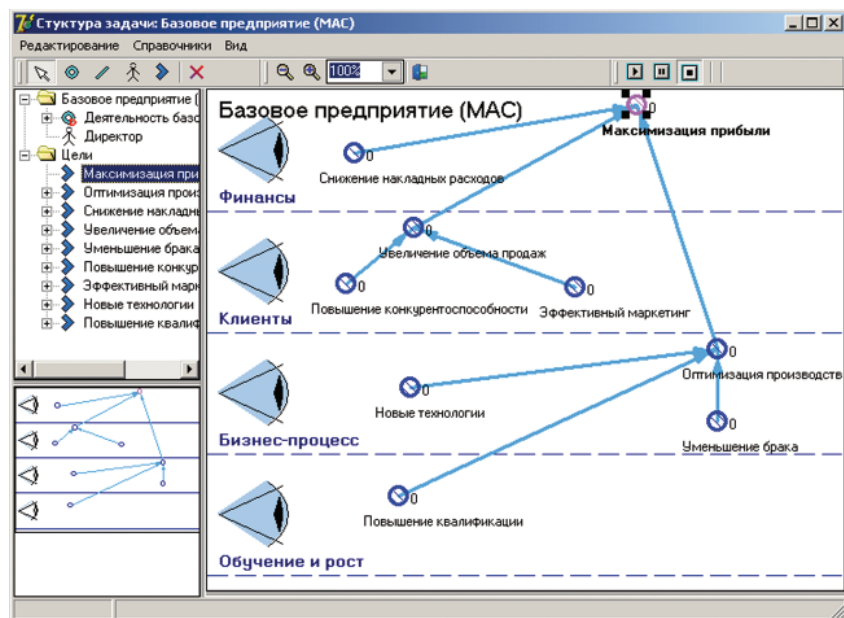 Стуктура задачи: Базовое предприятие (МАС)
Редактирование Справочники Вид
100%
Базовое предприятие (
Деятельность базо
Директор
Цели
Максимизация при
Оптимизация произ
Снижение накладн
Увеличение объем
Уменьшение брака
Повышение конкур
Эффективный марк
Новые технологии
Повышение квалиф
Базовое предприятие (МАС)
0
Максимизация прибыли
0
Снижение накладных расходов
Финансы
0
Увеличение объема продаж
0
Повышение конкурентоспособности
0
Эффективный маркетинг
Клиенты
0
Оптимизация производств
0
Новые технологии
0
Уменьшение брака
Бизнес-процесс
0
Повышение квалификации
Обучение и рост